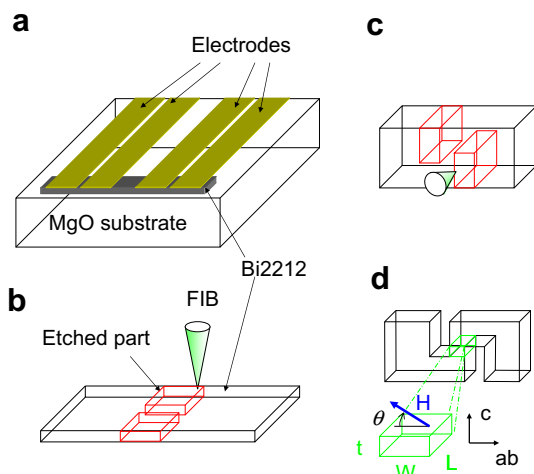 a
Electrodes
MgO substrate
Bi2212
b
FIB
Etched part
c
d
H
θ
t
W
L
c
ab